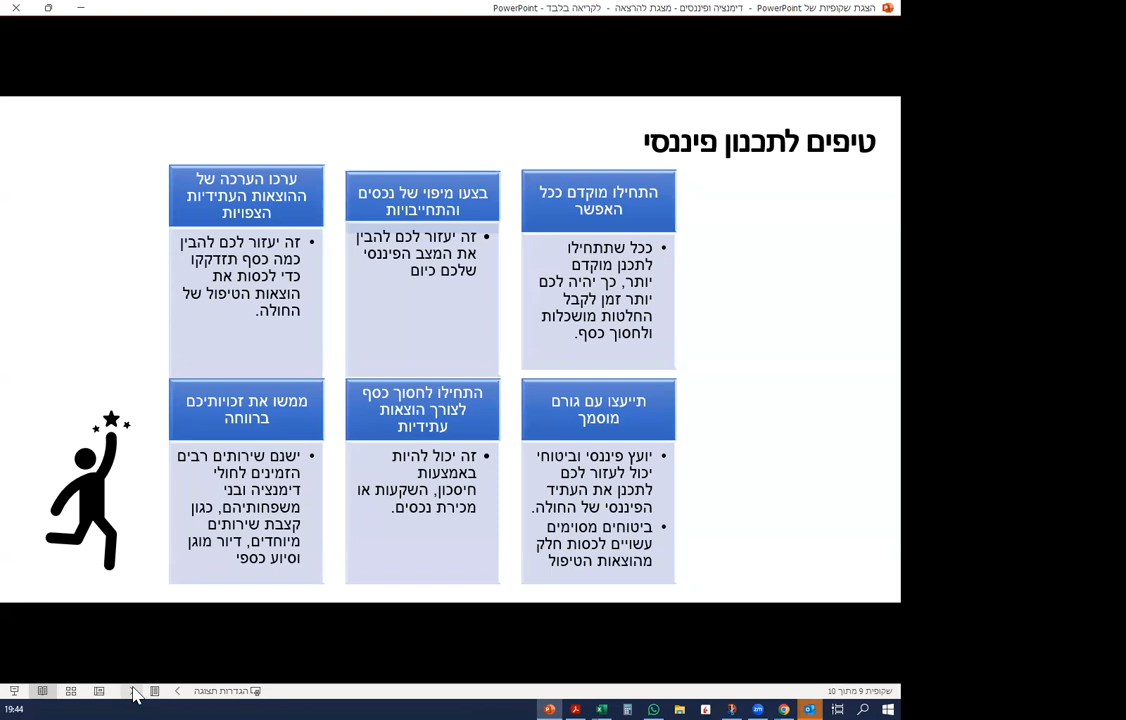 הצגת שקופיות של PowerPoint - דימנציה ופיננסים - מצגת להרצאה - לקריאה בלבד - PowerPoint
טיפים לתכנון פיננסי
התחילו מוקדם ככל
האפשר
ככל שתתחילו
לתכנן מוקדם
יותר, כך יהיה לכם
יותר זמן לקבל
החלטות מושכלות
ולחסוך כסף.
בצעו מיפוי של נכסים
והתחייבויות
זה יעזור לכם להבין
את המצב הפיננסי
שלכם כיום
ערכו הערכה של
ההוצאות העתידיות
הצפויות
זה יעזור לכם להבין
כמה כסף תזדקקו
כדי לכסות את
הוצאות הטיפול של
החולה.
תייעצו עם גורם
מוסמך
יועץ פיננסי וביטוחי
יכול לעזור לכם
לתכנן את העתיד
הפיננסי של החולה.
ביטוחים מסוימים
עשויים לכסות חלק
מהוצאות הטיפול
התחילו לחסוך כסף
לצורך הוצאות
עתידיות
זה יכול להיות
באמצעות
חיסכון, השקעות או
מכירת נכסים.
ממשו את זכויותיכם
ברווחה
ישנם שירותים רבים
הזמינים לחולי
דימנציה ובני
משפחותיהם, כגון
קצבת שירותים
מיוחדים, דיור מוגן
וסיוע כספי
שקופית 9 מתוך 10
הגדרות תצוגה
19:44